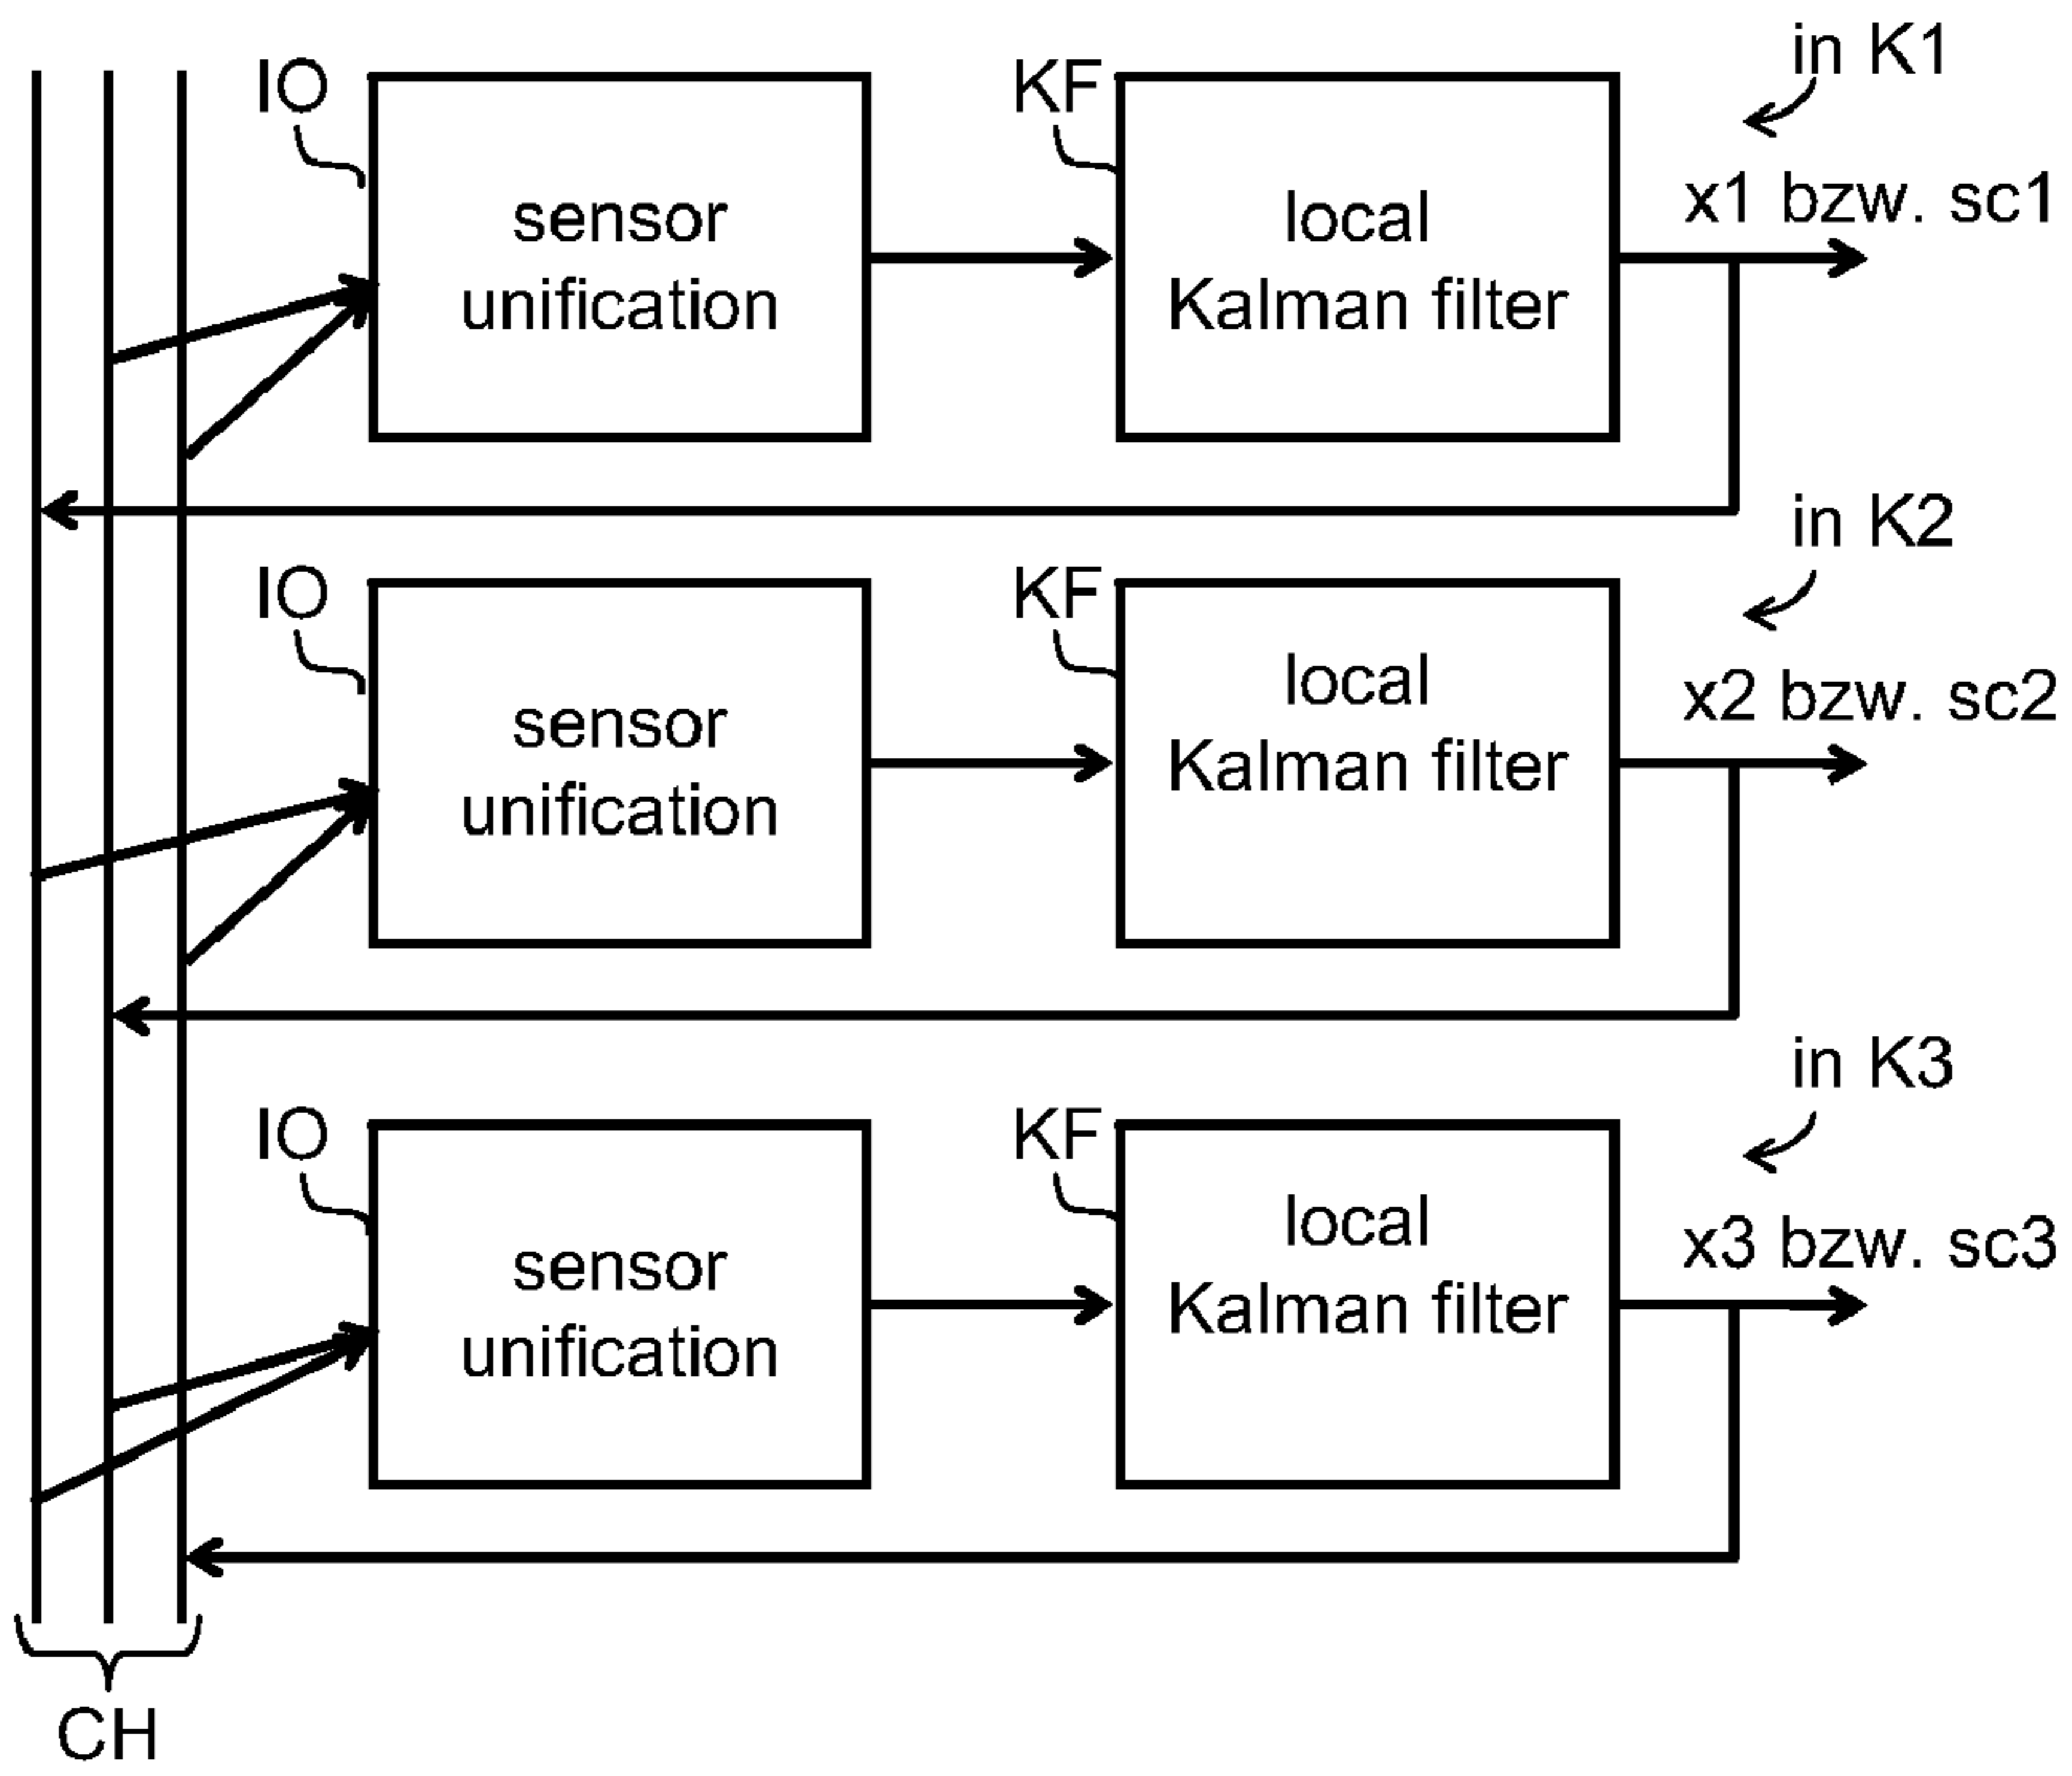 in K1
IO
KF
x1 bzw. sc1
sensor
unification
local
Kalman filter
in K2
IO
KF
x2 bzw. sc2
sensor
unification
local
Kalman filter
in K3
IO
KF
x3 bzw. sc3
sensor
unification
local
Kalman filter
CH